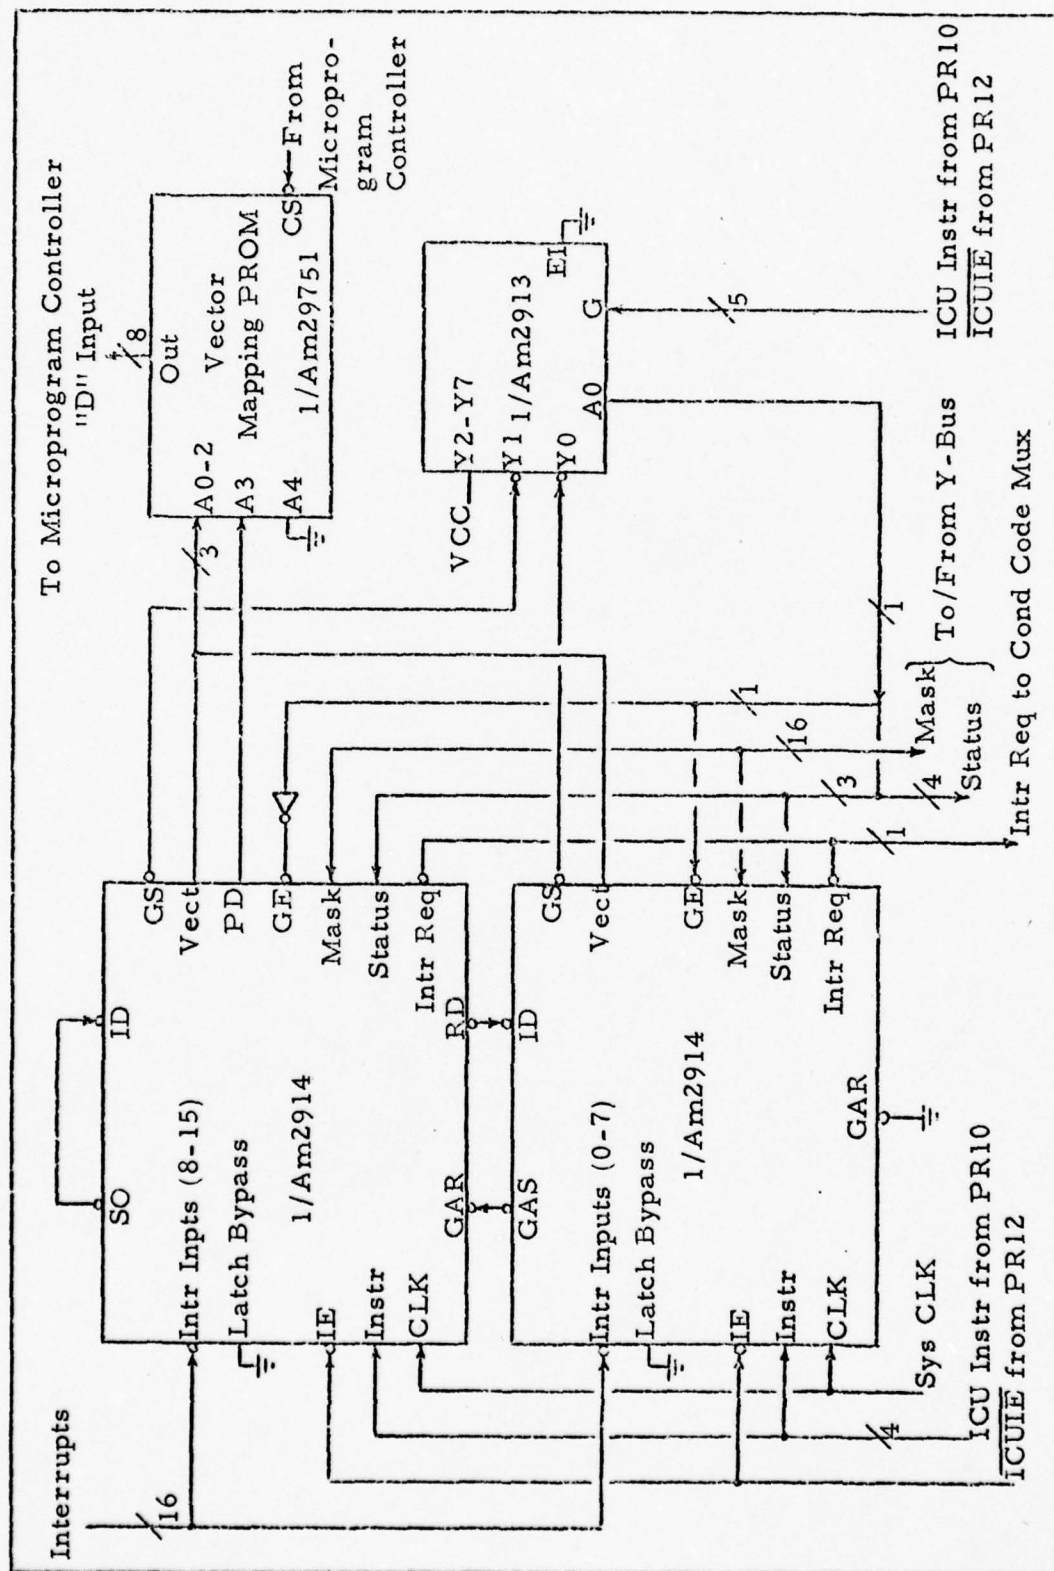 Interrupts
16
SO
ID
Intr Inpts (8-15)
Latch Bypass
1/Am2914
IE
Instr
CLK
GAR
RD
GS
Vect
PD
GE
Mask
Status
Intr Req
GAS
ID
Intr Inputs (0-7)
Latch Bypass
1/Am2914
IE
Instr
CLK
GAR
GS
Vect
GE
Mask
Status
Intr Req
Sys CLK
4
ICU Instr from PR10
ICUIE from PR12
To Microprogram Controller
"D" Input
8
Out
A0-2
Vector
A3
Mapping PROM
A4
1/Am29751
CS
From
Micropro-
gram
Controller
3
VCC
Y2-Y7
Y1
1/Am2913
Y0
EI
A0
G
5
ICU Instr from PR10
ICUIE from PR12
1
1
16
Mask
To/From Y-Bus
3
4
Status
1
Intr Req to Cond Code Mux